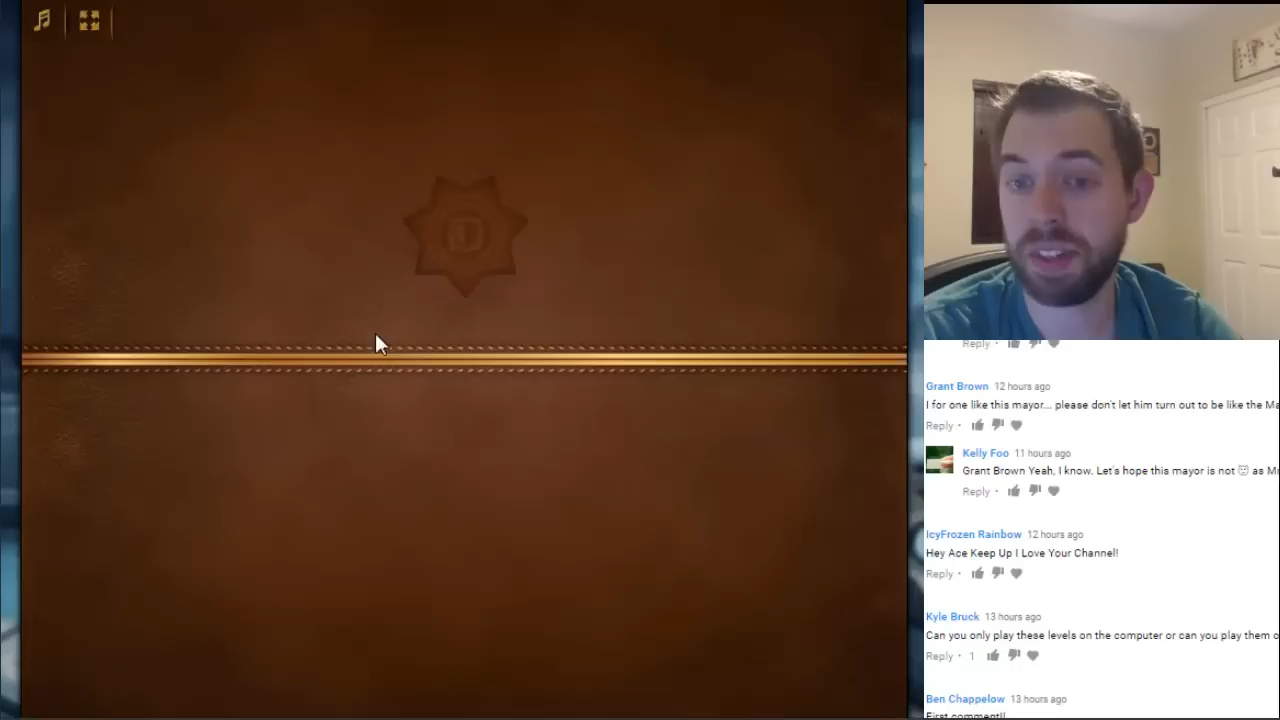 Reply ·
Grant Brown 12 hours ago
I for one like this mayor... please don't let him turn out to be like the Ma
Reply ·
Kelly Foo 11 hours ago
Grant Brown Yeah, I know. Let's hope this mayor is not 😈 as Mr
Reply ·
IcyFrozen Rainbow 12 hours ago
Hey Ace Keep Up I Love Your Channel!
Reply ·
Kyle Bruck 13 hours ago
Can you only play these levels on the computer or can you play them o
Reply · 1
Ben Chappelow 13 hours ago
First comment!!